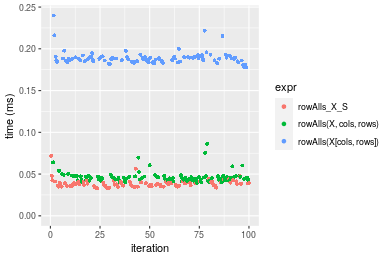 0.25
0.20
0.15
0.10
0.05
0.00
time (ms)
0
25
50
75
100
iteration
expr
rowAlls_X_S
rowAlls(X, cols, rows)
rowAlls(X[cols, rows])